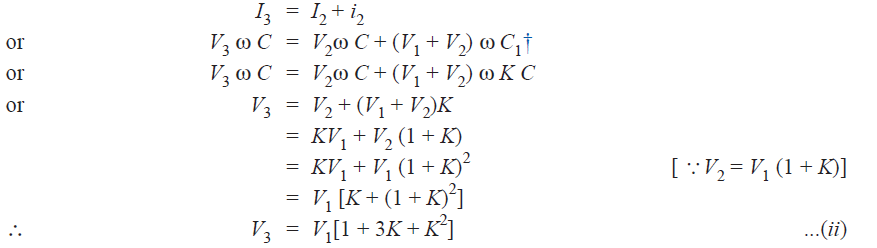 I₃ = I₂ + i₂
or V₃ ω C = V₂ω C + (V₁ + V₂) ω C₁†
or V₃ ω C = V₂ω C + (V₁ + V₂) ω K C
or V₃ = V₂ + (V₁ + V₂)K
= KV₁ + V₂ (1 + K)
= KV₁ + V₁ (1 + K)² [ ∵ V₂ = V₁ (1 + K)]
= V₁ [K + (1 + K)²]
∴ V₃ = V₁[1 + 3K + K²] ...(ii)